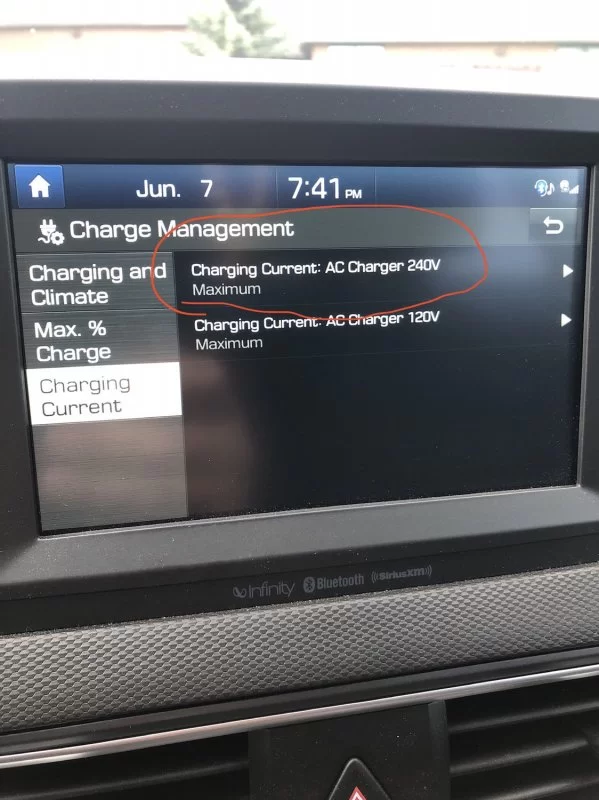 Jun. 7 7:41 PM
Charge Management
Charging and
Climate
Charging Current: AC Charger 240V
Maximum
Max. %
Charge
Charging Current: AC Charger 120V
Maximum
Charging
Current
infinity Bluetooth ((SiriusXM))